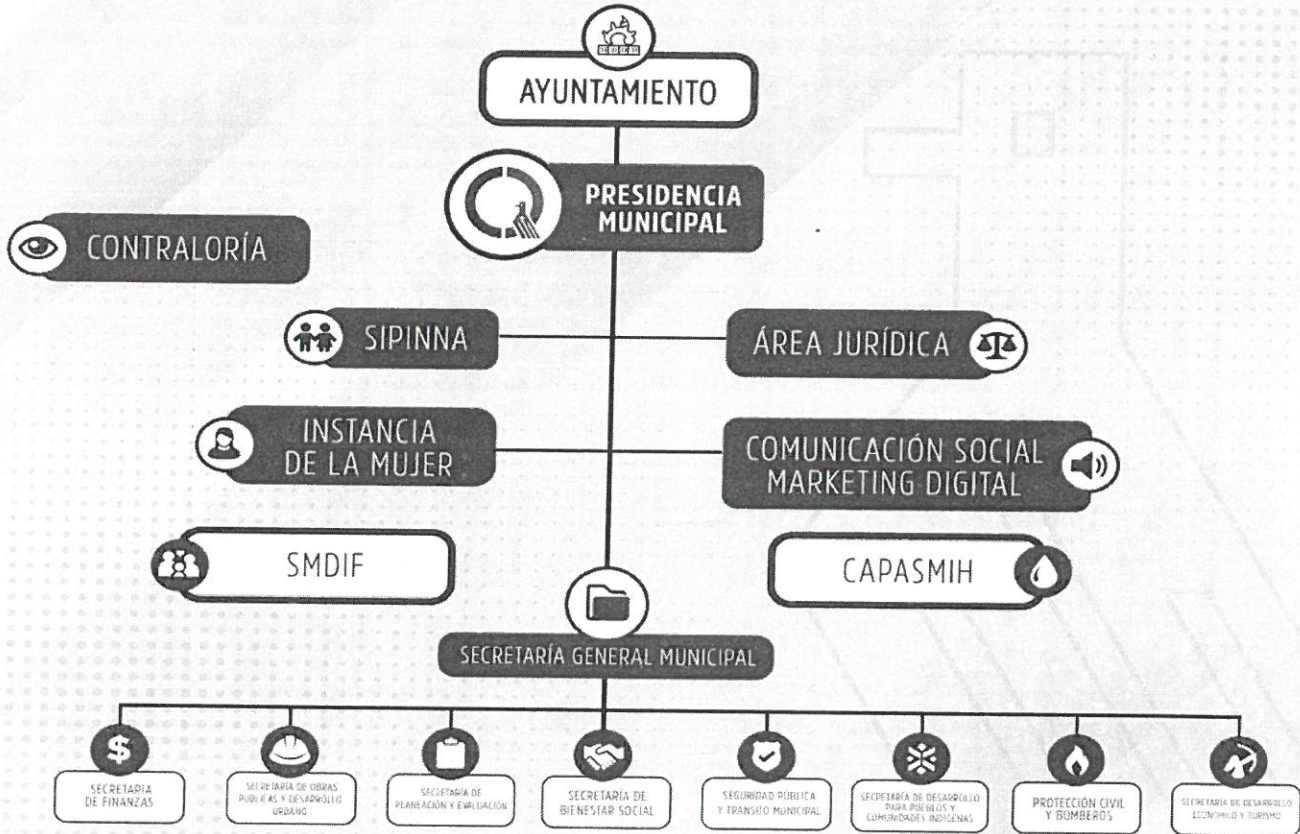 AYUNTAMIENTO
PRESIDENCIA
MUNICIPAL
CONTRALORÍA
SIPINNA
ÁREA JURÍDICA
INSTANCIA
DE LA MUJER
COMUNICACIÓN SOCIAL
MARKETING DIGITAL
SMDIF
CAPASMIH
SECRETARÍA GENERAL MUNICIPAL
$
SECRETARÍA
DE FINANZAS
SECRETARÍA DE OBRAS
PÚBLICAS Y DESARROLLO
URBANO
SECRETARÍA DE
PLANEACIÓN Y EVALUACIÓN
SECRETARÍA DE
BIENESTAR SOCIAL
SEGURIDAD PÚBLICA
Y TRÁNSITO MUNICIPAL
SECRETARÍA DE DESARROLLO
PARA PUEBLOS Y
COMUNIDADES INDÍGENAS
PROTECCIÓN CIVIL
Y BOMBEROS
SECRETARÍA DE DESARROLLO
ECONÓMICO Y TURISMO